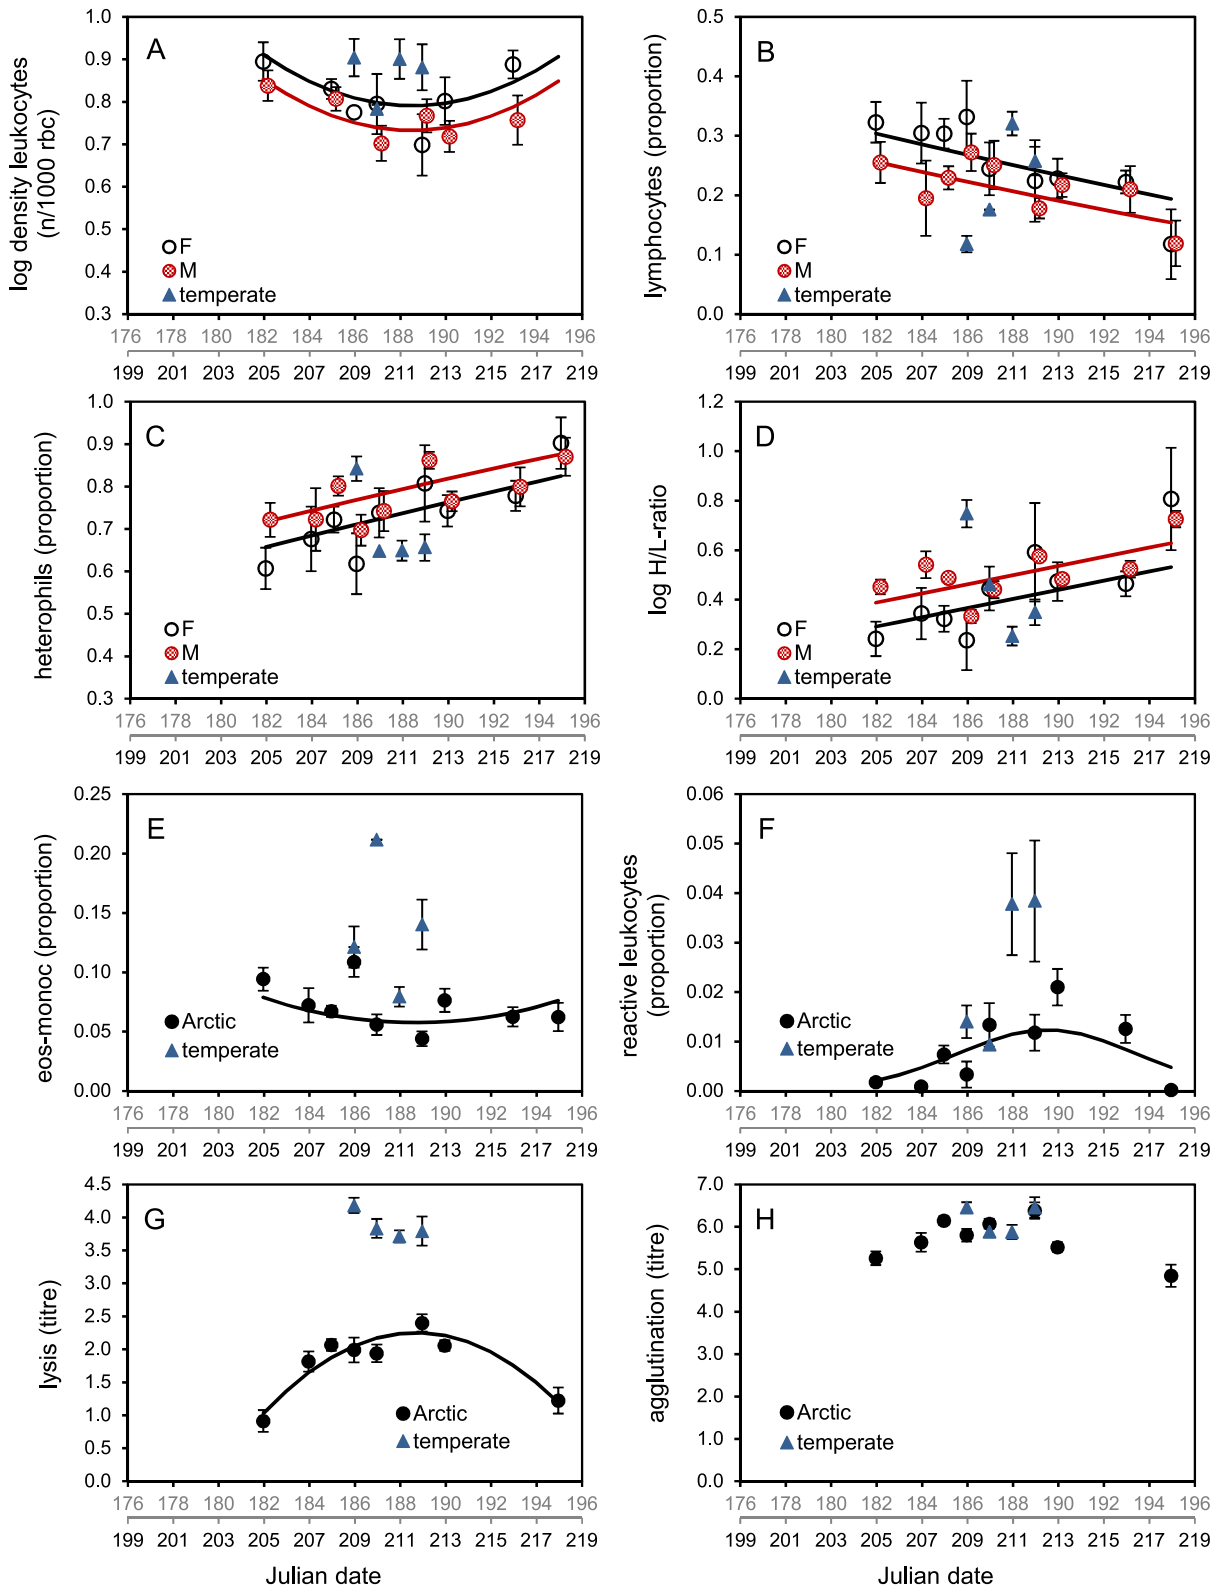 A
log density leukocytes
(n/1000 rbc)
1.0
0.9
0.8
0.7
0.6
0.5
0.4
0.3
F
M
temperate
176 178 180 182 184 186 188 190 192 194 196
199 201 203 205 207 209 211 213 215 217 219
B
lymphocytes (proportion)
0.5
0.4
0.3
0.2
0.1
0.0
176 178 180 182 184 186 188 190 192 194 196
199 201 203 205 207 209 211 213 215 217 219
C
heterophils (proportion)
1.0
0.9
0.8
0.7
0.6
0.5
0.4
0.3
F
M
temperate
176 178 180 182 184 186 188 190 192 194 196
199 201 203 205 207 209 211 213 215 217 219
D
log H/L-ratio
1.2
1.0
0.8
0.6
0.4
0.2
0.0
F
M
temperate
176 178 180 182 184 186 188 190 192 194 196
199 201 203 205 207 209 211 213 215 217 219
E
eos-monoc (proportion)
0.25
0.20
0.15
0.10
0.05
0.00
Arctic
temperate
176 178 180 182 184 186 188 190 192 194 196
199 201 203 205 207 209 211 213 215 217 219
F
reactive leukocytes
(proportion)
0.06
0.05
0.04
0.03
0.02
0.01
0.00
Arctic
temperate
176 178 180 182 184 186 188 190 192 194 196
199 201 203 205 207 209 211 213 215 217 219
G
lysis (titre)
4.5
4.0
3.5
3.0
2.5
2.0
1.5
1.0
0.5
0.0
Arctic
temperate
176 178 180 182 184 186 188 190 192 194 196
199 201 203 205 207 209 211 213 215 217 219
Julian date
H
agglutination (titre)
7.0
6.0
5.0
4.0
3.0
2.0
1.0
0.0
Arctic
temperate
176 178 180 182 184 186 188 190 192 194 196
199 201 203 205 207 209 211 213 215 217 219
Julian date